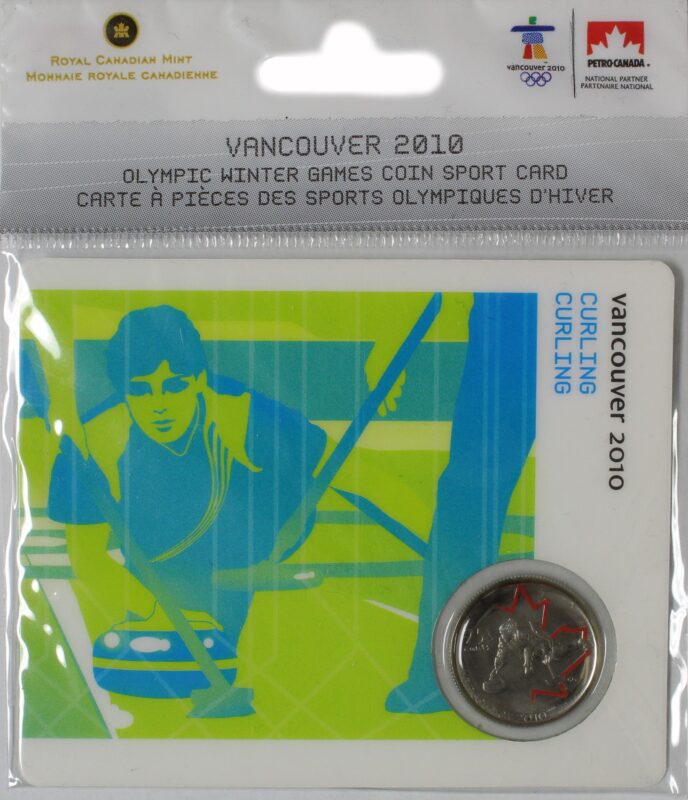 ROYAL CANADIAN MINT
MONNAIE ROYALE CANADIENNE
vancouver 2010
PETRO-CANADA
NATIONAL PARTNER
PARTENAIRE NATIONAL
VANCOUVER 2010
OLYMPIC WINTER GAMES COIN SPORT CARD
CARTE À PIÈCES DES SPORTS OLYMPIQUES D'HIVER
vancouver 2010
CURLING
CURLING
2010